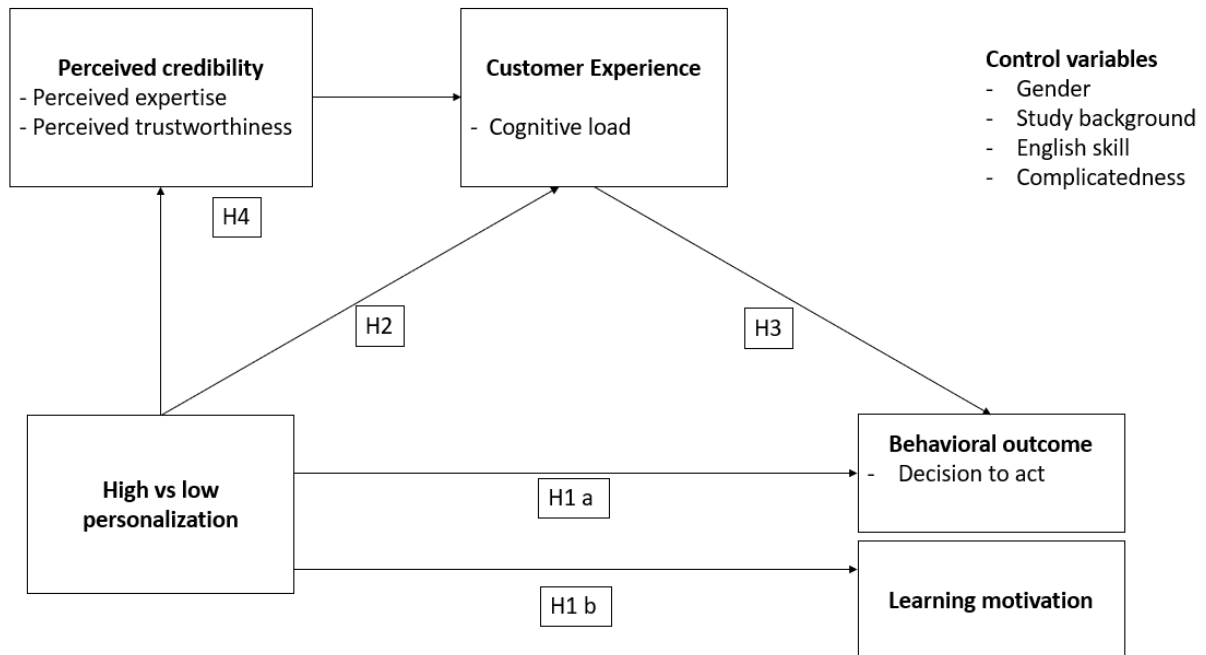 Perceived credibility
- Perceived expertise
- Perceived trustworthiness
Customer Experience
- Cognitive load
Control variables
- Gender
- Study background
- English skill
- Complicatedness
H4
H2
H3
High vs low
personalization
H1 a
H1 b
Behavioral outcome
- Decision to act
Learning motivation